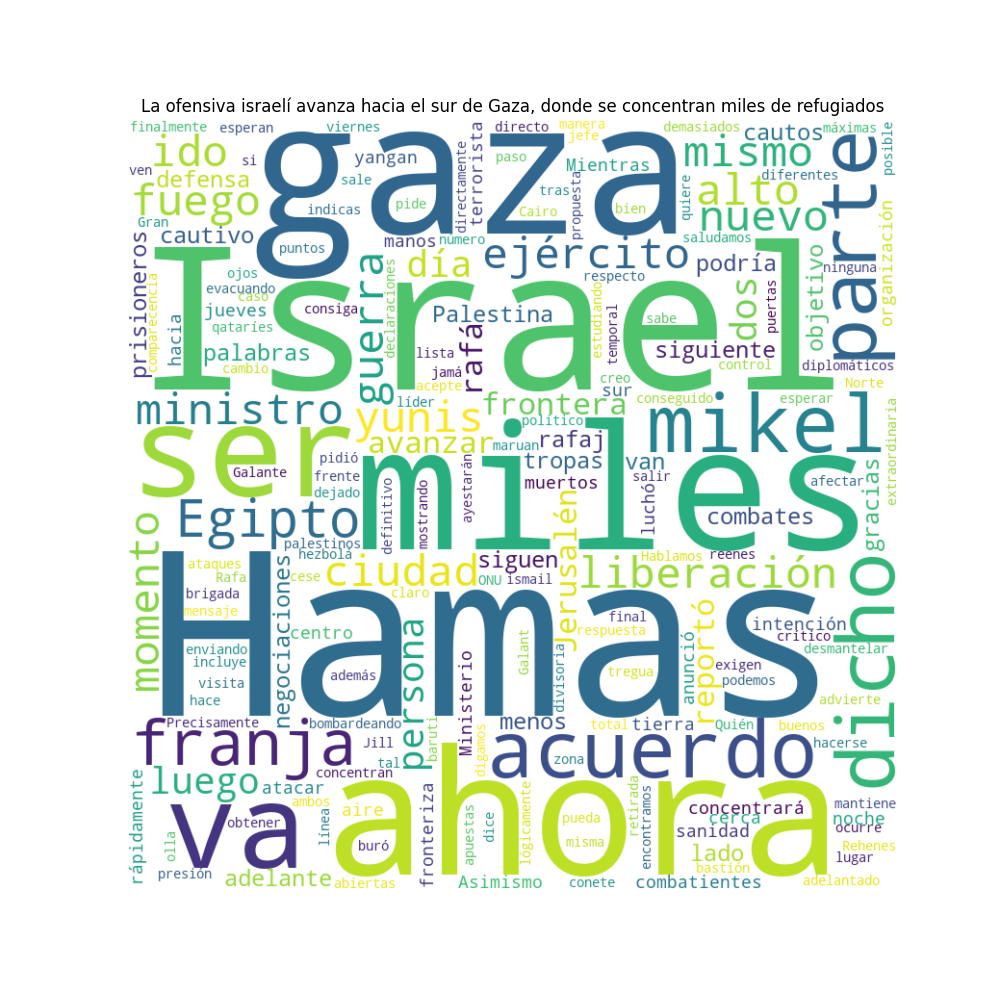 La ofensiva israelí avanza hacia el sur de Gaza, donde se concentran miles de refugiados
finalmente
esperan
viernes
gaza
directo
manera
jefe
demasiados
cautos
máximas
posible
ido
si
yangan
terrorista
directamente
paso
Mientras
mismo
diferentes
parte
ven
defensa
sale
tras
propuesta
quiere
alto
fuego
indicas
pide
Cairo
bien
nuevo
organización
Gran
cautivo
puntos
manos
número
ejército
saludamos
prisioneros
ojos
guerra
día
respecto
podría
objetivo
ninguna
comparecencia
evacuando
caso
declaraciones
Israel
estudiando
dos
puertas
hacia
jueves
consiga
Palestina
temporal
sabe
qataríes
palabras
rafá
lista
siguiente
control
diplomáticos
cambio
jamá
acepte
creo
Norte
ministro
líder
yunis
frontera
sur
conseguido
esperar
extraordinaria
político
mikel
ser
avanzar
maruan
rafaj
pidió
tropas
van
Galante
frente
salir
afectar
dejado
definitivo
mostrando
ayestarán
muertos
luchó
miles
gracias
Egipto
combates
momento
palestinos
hezbolá
siguen
Jerusalén
Hablamos
reenes
ataques
Rafa
cese
ciudad
ONU
ismail
liberación
brigada
claro
mensaje
negociaciones
Hamas
dicho
centro
persona
final
respuesta
reportó
intención
crítico
enviando
incluye
Galant
anunció
exigen
desmantelar
visita
además
Ministerio
divisoria
tregua
podemos
hace
advierte
Precisamente
bombardeando
baruti
menos
total
tierra
Quién
buenos
franja
Jill
digamos
acuerdo
hacerse
tal
zona
concentran
luego
atacar
rápidamente
ambos
aire
fronteriza
retirada
encontramos
concentrará
mantiene
va
obtener
línea
ahora
cerca
noche
apuestas
dice
lógicamente
pueda
sanidad
ocurre
olla
buró
misma
lado
Rehenes
lugar
presión
adelante
abiertas
Asimismo
conete
combatientes
bastión
adelantado